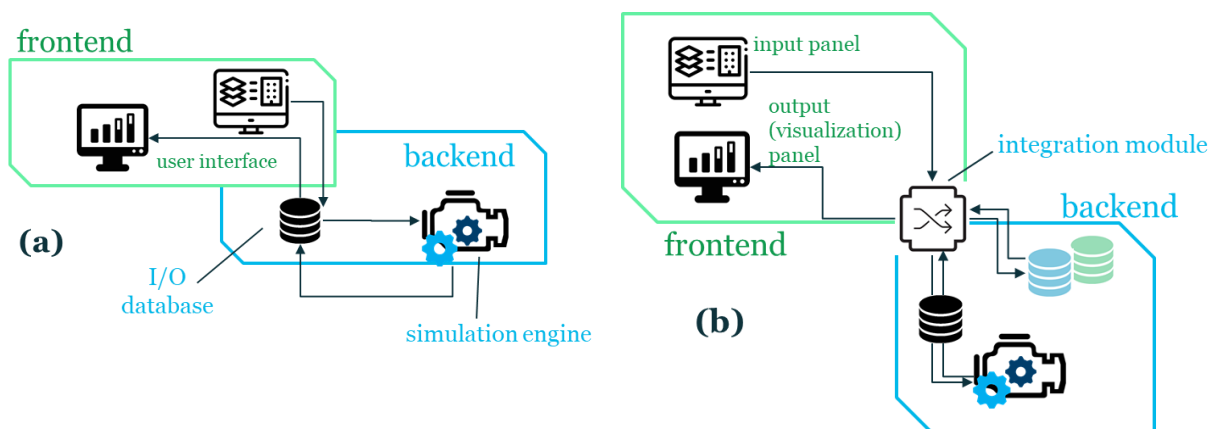 frontend
user interface
backend
(a)
I/O
database
simulation engine
input panel
output
(visualization)
panel
integration module
backend
frontend
(b)